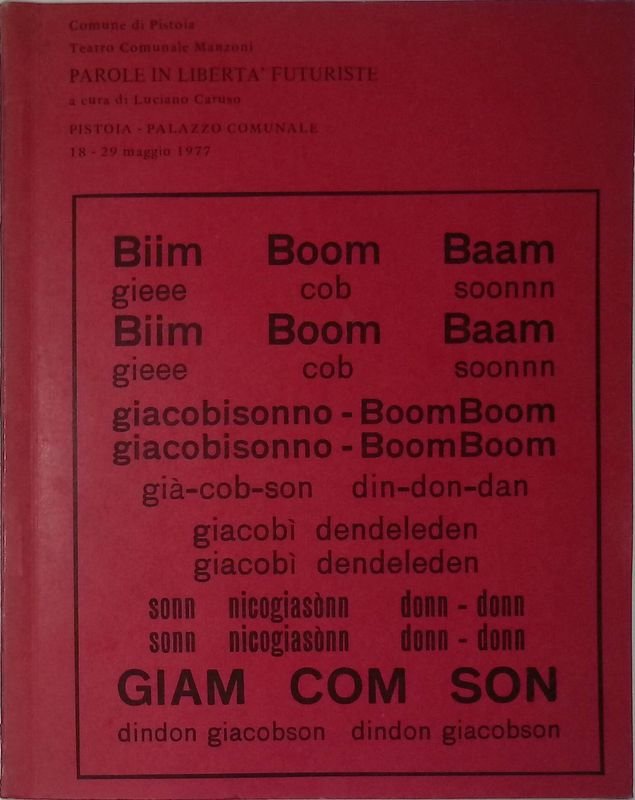 Comune di Pistoia
Teatro Comunale Manzoni
PAROLE IN LIBERTA' FUTURISTE
a cura di Luciano Caruso
PISTOIA - PALAZZO COMUNALE
18 - 29 maggio 1977
Biim Boom Baam
gieee cob soonnn
Biim Boom Baam
gieee cob soonnn
giacobisonno - BoomBoom
giacobisonno - BoomBoom
già-cob-son din-don-dan
giacobì dendeleden
giacobì dendeleden
sonn nicogiasònn donn - donn
sonn nicogiasònn donn - donn
GIAM COM SON
dindon giacobson dindon giacobson